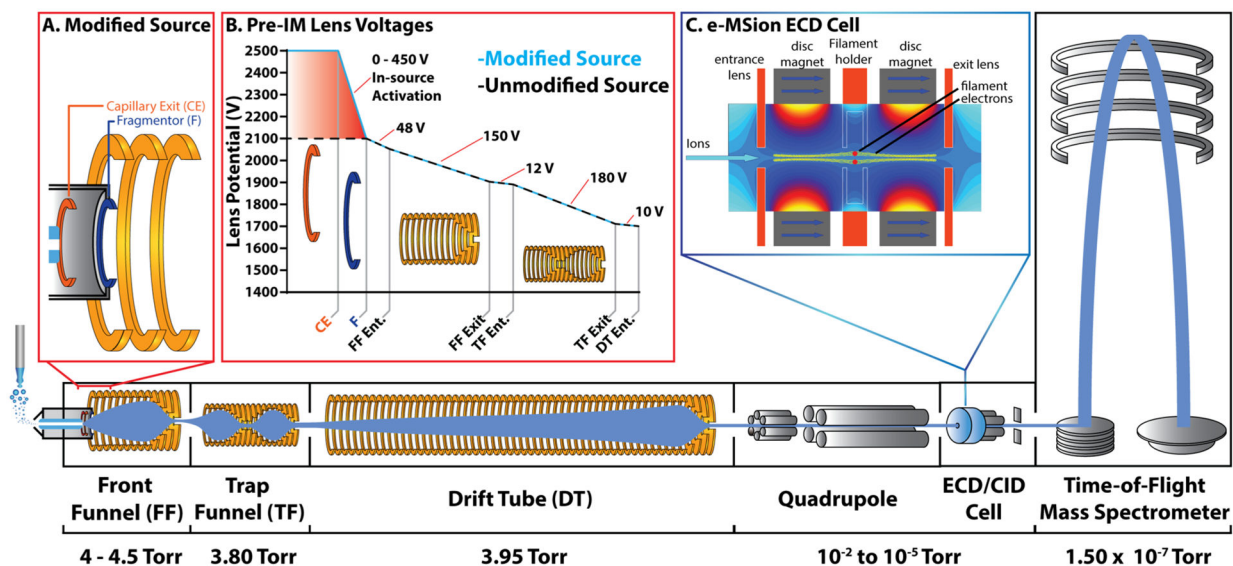 A. Modified Source
Capillary Exit (CE)
Fragmentor (F)
B. Pre-IM Lens Voltages
Lens Potential (V)
2500
2400
2300
2200
2100
2000
1900
1800
1700
1600
1500
1400
0 - 450 V
In-source
Activation
-Modified Source
-Unmodified Source
48 V
150 V
12 V
180 V
10 V
CE
F
FF Ent.
FF Exit
TF Ent.
TF Exit
DT Ent.
C. e-MSion ECD Cell
entrance
lens
disc
magnet
Filament
holder
disc
magnet
exit lens
filament
electrons
Ions
Front
Funnel (FF)
Trap
Funnel (TF)
Drift Tube (DT)
Quadrupole
ECD/CID
Cell
Time-of-Flight
Mass Spectrometer
4 - 4.5 Torr
3.80 Torr
3.95 Torr
10⁻² to 10⁻⁵ Torr
1.50 x 10⁻⁷ Torr